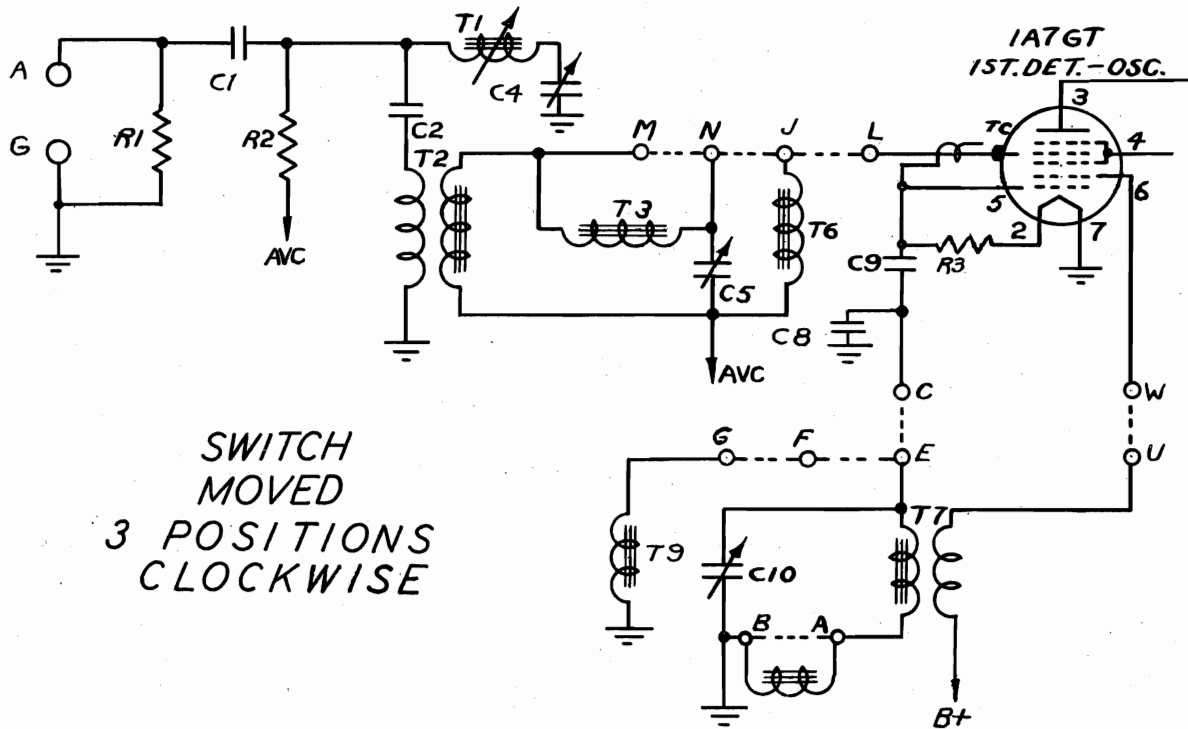 1A7GT
1ST. DET.-OSC.
T1
3
A
C1
C4
TC
4
M
N
J
L
G
R1
R2
C2
T2
6
5
T3
T6
2
7
AVC
C9
R3
C5
C8
AVC
C
W
G
F
E
U
SWITCH
MOVED
3 POSITIONS
CLOCKWISE
T7
T9
C10
B
A
B+